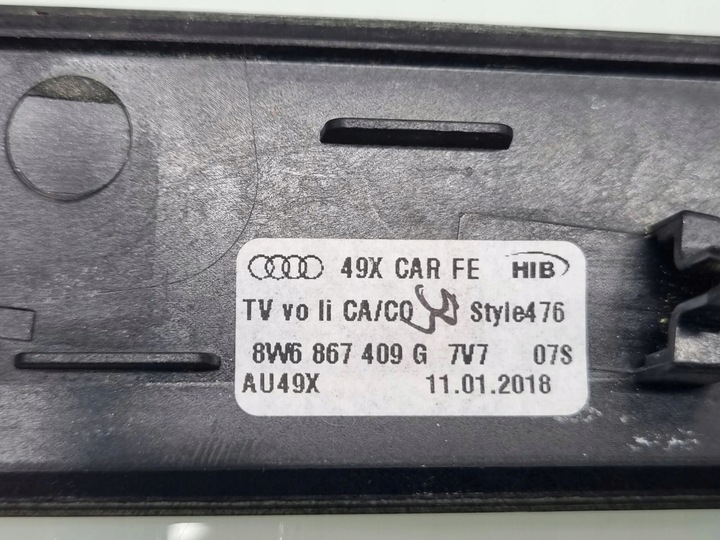 49X CAR FE HIB
TV vo li CA/CQ Style476
8W6 867 409 G 7V7 07S
AU49X 11.01.2018